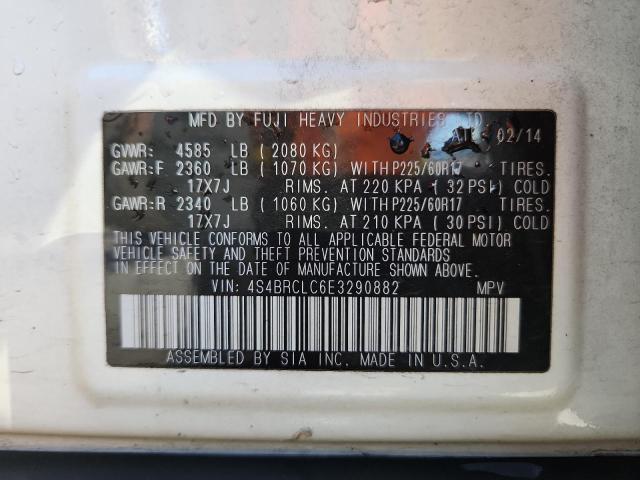 MFD BY FUJI HEAVY INDUSTRIES LTD. 02/14
GVWR: 4585 LB ( 2080 KG)
GAWR:F 2360 LB ( 1070 KG) WITH P225/60R17 TIRES.
17X7J RIMS. AT 220 KPA ( 32 PSI) COLD
GAWR:R 2340 LB ( 1060 KG) WITH P225/60R17 TIRES.
17X7J RIMS. AT 210 KPA ( 30 PSI) COLD
THIS VEHICLE CONFORMS TO ALL APPLICABLE FEDERAL MOTOR
VEHICLE SAFETY AND THEFT PREVENTION STANDARDS
IN EFFECT ON THE DATE OF MANUFACTURE SHOWN ABOVE.
VIN: 4S4BRCLC6E3290882 MPV
ASSEMBLED BY SIA INC. MADE IN U.S.A.